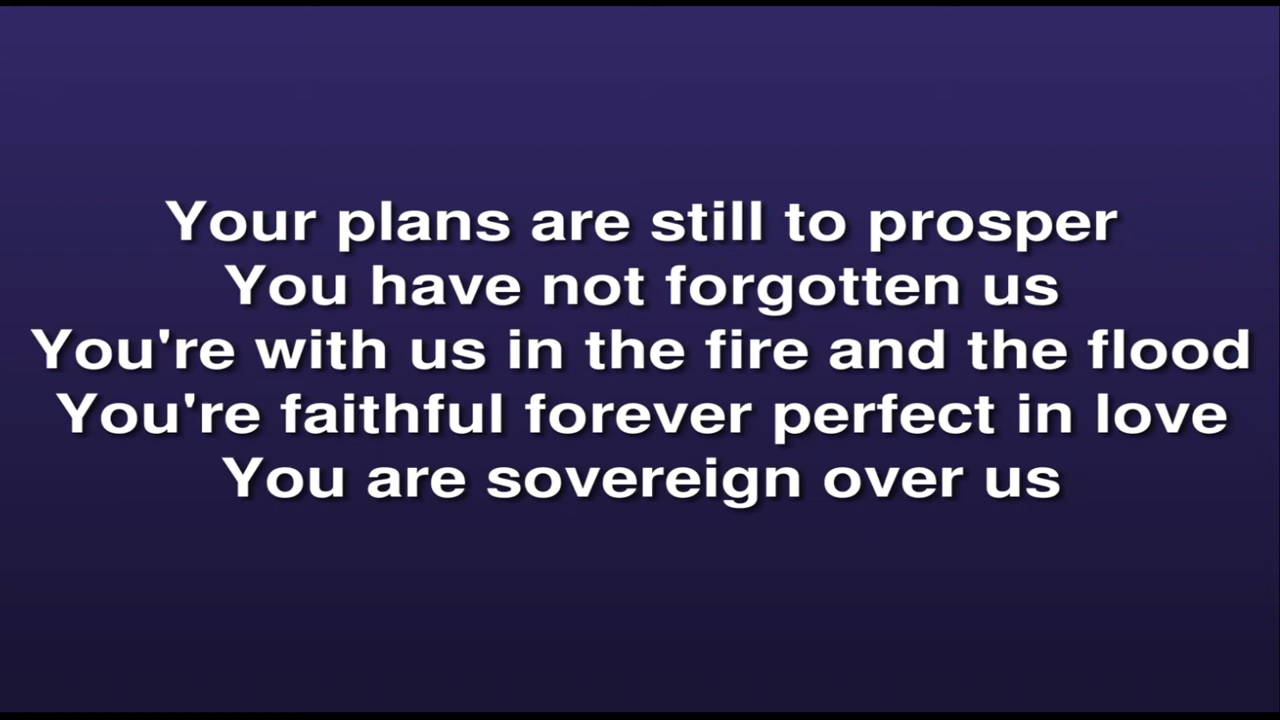 Your plans are still to prosper
You have not forgotten us
You're with us in the fire and the flood
You're faithful forever perfect in love
You are sovereign over us